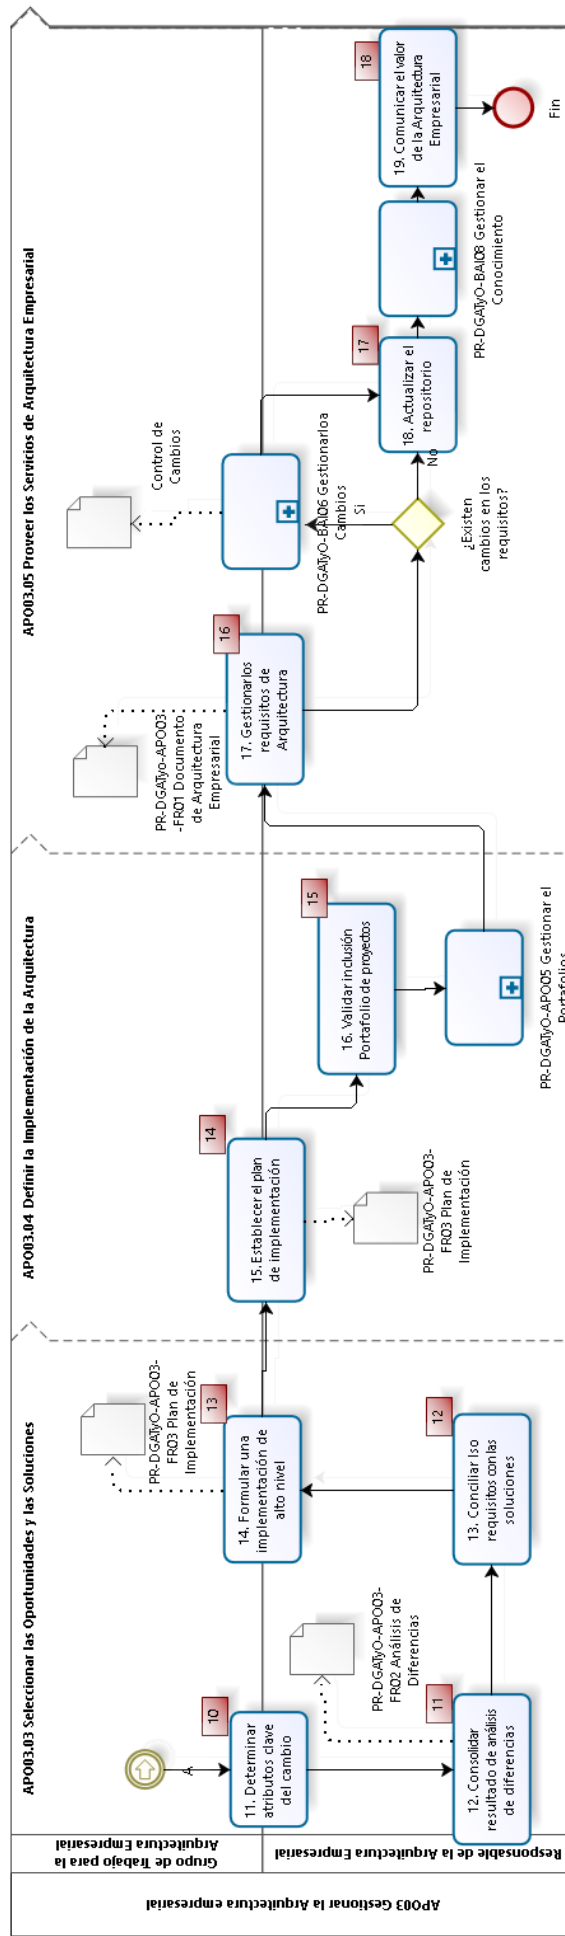 APO03 Gestionar la Arquitectura empresarial
Grupo de Trabajo para la
Arquitectura Empresarial
Responsable de la Arquitectura Empresarial
APO03.03 Seleccionar las Oportunidades y las Soluciones
A
10
11. Determinar
atributos clave
del cambio
11
12. Consolidar
resultado de análisis
de diferencias
PR-DGATyO-APO03-
FR02 Análisis de
Diferencias
12
13. Conciliar lso
requisitos con las
soluciones
13
14. Formular una
implementación de
alto nivel
PR-DGATyO-APO03-
FR03 Plan de
Implementación
APO03.04 Definir la Implementación de la Arquitectura
14
15. Establecer el plan
de implementación
PR-DGATyO-APO03-
FR03 Plan de
Implementación
15
16. Validar inclusión
Portafolio de proyectos
PR-DGATyO-APO05 Gestionar el
Portafolios
APO03.05 Proveer los Servicios de Arquitectura Empresarial
16
17. Gestionarlos
requisitos de
Arquitectura
PR-DGATyo-APO03
-FR01 Documento
de Arquitectura
Empresarial
¿Existen
cambios en los
requisitos?
Si
No
PR-DGATyO-BAI06 Gestionarloa
Cambios
Control de
Cambios
17
18. Actualizar el
repositorio
PR-DGATyO-BAI08 Gestionar el
Conocimiento
18
19. Comunicar el valor
de la Arquitectura
Empresarial
Fin